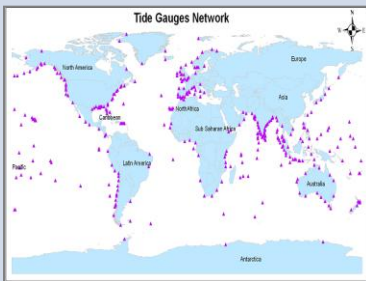 Tide Gauges Network
N
W
E
S
North America
Europe
Asia
Caribbean
North Africa
Sub Saharan Africa
Pacific
Latin America
Australia
Antarctica